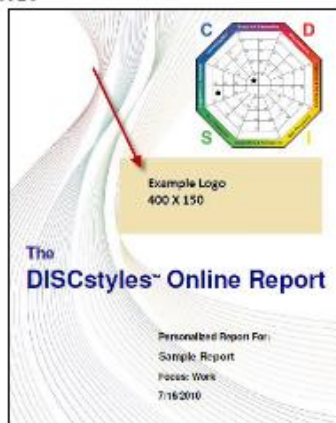 C
D
S
I
Example Logo
400 X 150
The
DISCstyles™ Online Report
Personalized Report For:
Sample Report
Focus: Work
7/16/2010